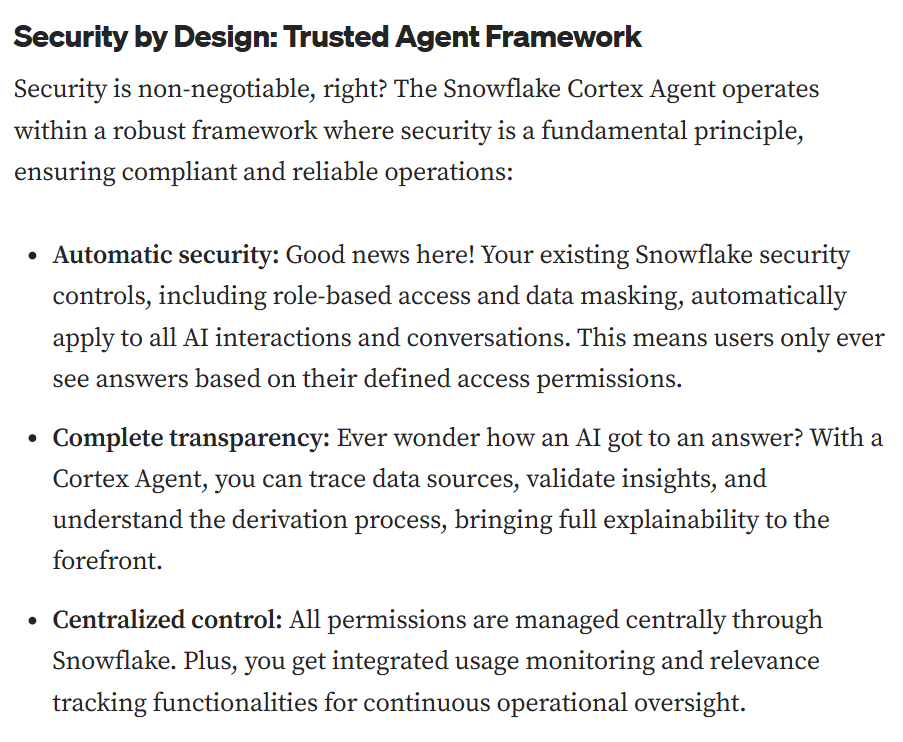 Security by Design: Trusted Agent Framework
Security is non-negotiable, right? The Snowflake Cortex Agent operates
within a robust framework where security is a fundamental principle,
ensuring compliant and reliable operations:
• Automatic security: Good news here! Your existing Snowflake security
controls, including role-based access and data masking, automatically
apply to all AI interactions and conversations. This means users only ever
see answers based on their defined access permissions.
• Complete transparency: Ever wonder how an AI got to an answer? With a
Cortex Agent, you can trace data sources, validate insights, and
understand the derivation process, bringing full explainability to the
forefront.
• Centralized control: All permissions are managed centrally through
Snowflake. Plus, you get integrated usage monitoring and relevance
tracking functionalities for continuous operational oversight.